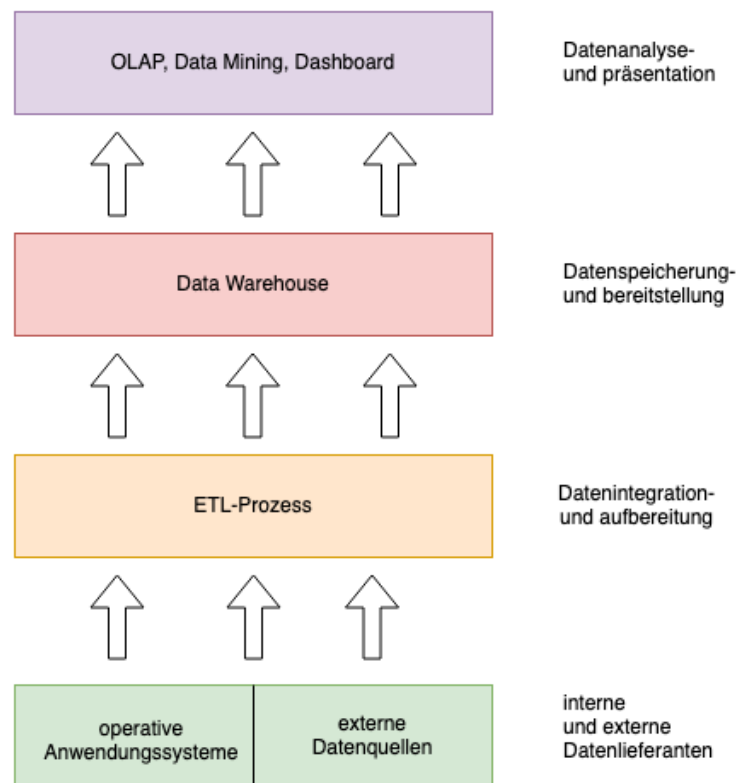 OLAP, Data Mining, Dashboard
Datenanalyse-
und präsentation
Data Warehouse
Datenspeicherung-
und bereitstellung
ETL-Prozess
Datenintegration-
und aufbereitung
operative
Anwendungssysteme
externe
Datenquellen
interne
und externe
Datenlieferanten